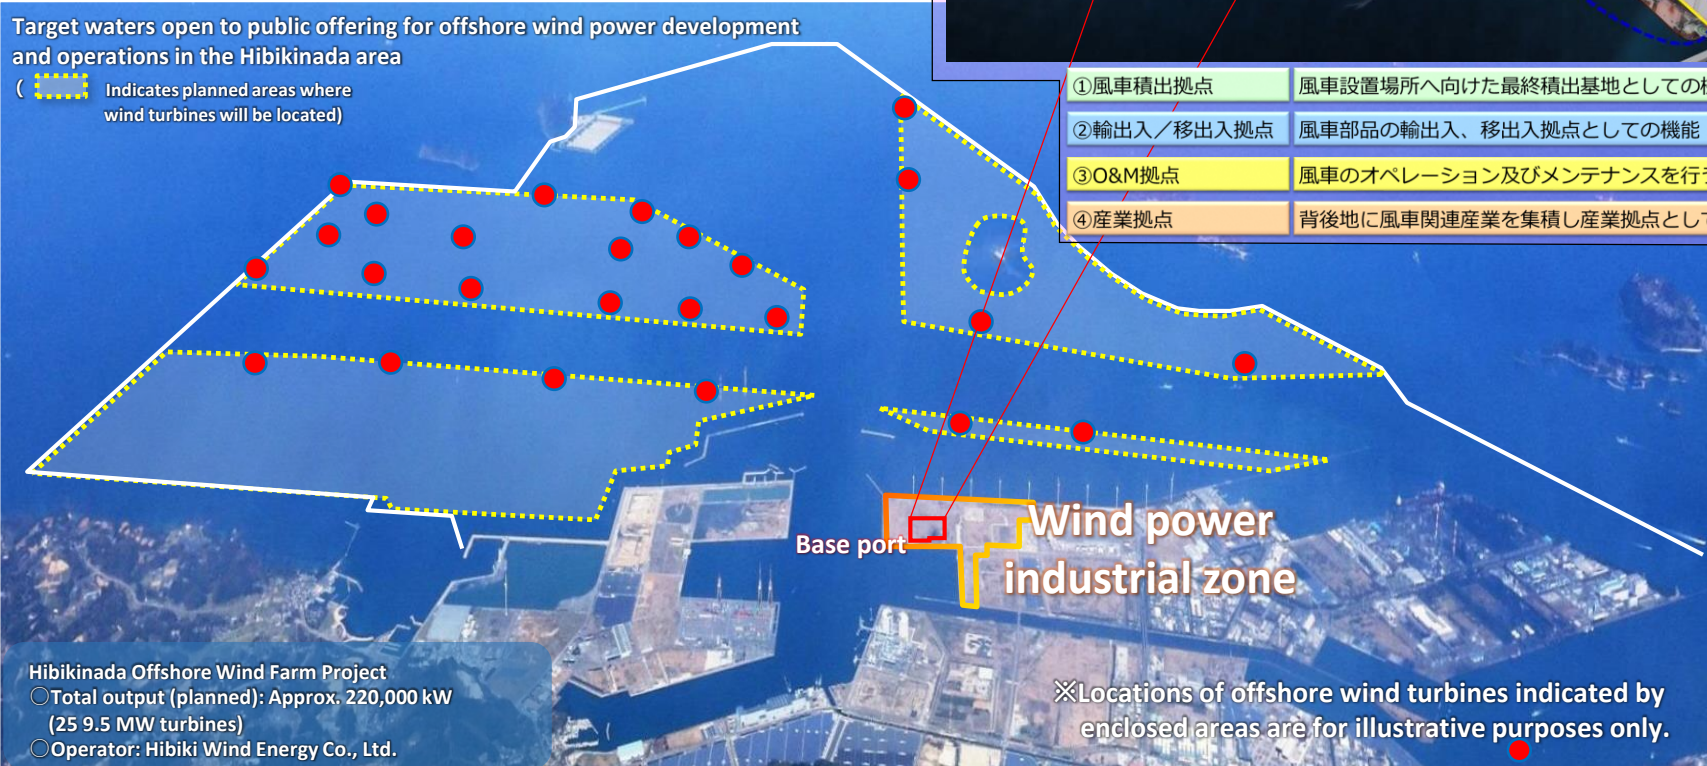 Target waters open to public offering for offshore wind power development
and operations in the Hibikinada area
( Indicates planned areas where
wind turbines will be located)
①風車積出拠点 風車設置場所へ向けた最終積出基地としての
②輸出入／移出入拠点 風車部品の輸出入、移出入拠点としての機能
③O&M拠点 風車のオペレーション及びメンテナンスを行
④産業拠点 背後地に風車関連産業を集積し産業拠点とし
Wind power
Base port
industrial zone
Hibikinada Offshore Wind Farm Project
○Total output (planned): Approx. 220,000 kW
(25 9.5 MW turbines)
○Operator: Hibiki Wind Energy Co., Ltd.
※Locations of offshore wind turbines indicated by
enclosed areas are for illustrative purposes only.